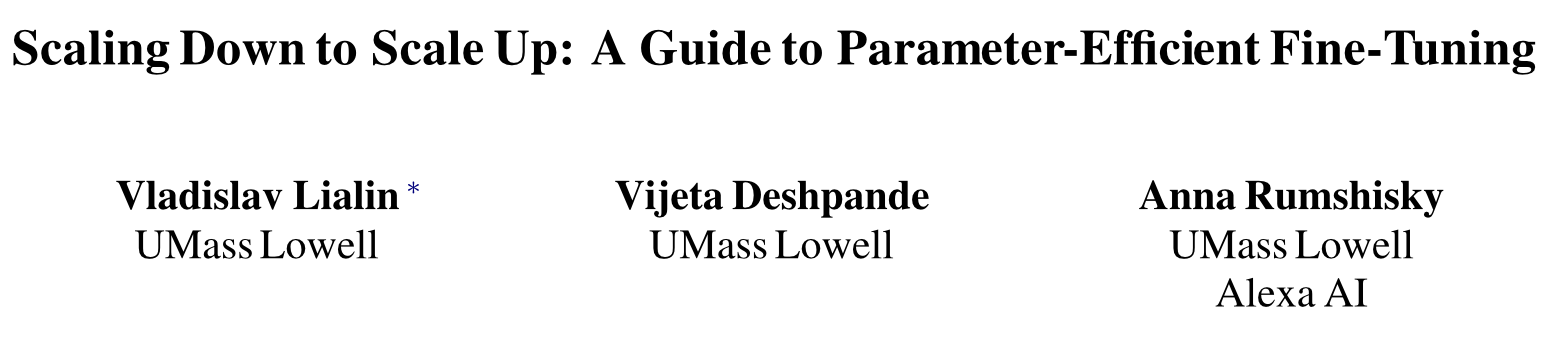 Scaling Down to Scale Up: A Guide to Parameter-Efficient Fine-Tuning
Vladislav Lialin * Vijeta Deshpande Anna Rumshisky
UMass Lowell UMass Lowell UMass Lowell
Alexa AI